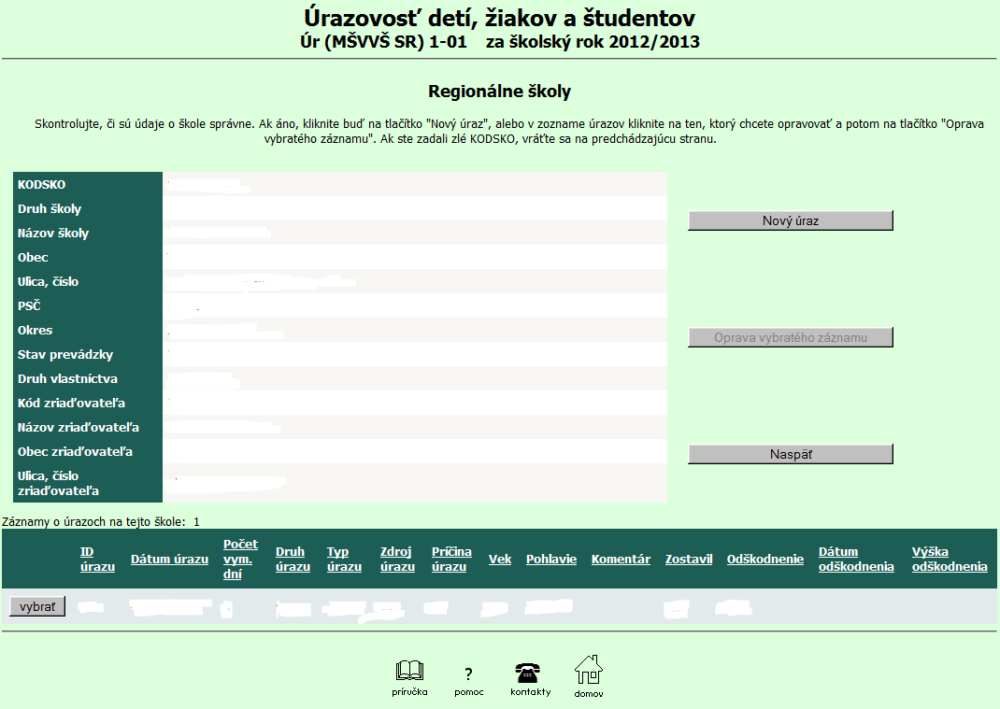 Úrazovosť detí, žiakov a študentov
Úr (MŠVVŠ SR) 1-01 za školský rok 2012/2013
Regionálne školy
Skontrolujte, či sú údaje o škole správne. Ak áno, kliknite buď na tlačítko "Nový úraz", alebo v zozname úrazov kliknite na ten, ktorý chcete opravovať a potom na tlačítko "Oprava
vybratého záznamu". Ak ste zadali zlé KODSKO, vráťte sa na predchádzajúcu stranu.
KODSKO
Druh školy
Názov školy
Obec
Ulica, číslo
PSČ
Okres
Stav prevádzky
Druh vlastníctva
Kód zriaďovateľa
Názov zriaďovateľa
Obec zriaďovateľa
Ulica, číslo
zriaďovateľa
Nový úraz
Oprava vybratého záznamu
Naspäť
Záznamy o úrazoch na tejto škole: 1
ID
úrazu
Dátum úrazu
Počet
vym.
dní
Druh
úrazu
Typ
úrazu
Zdroj
úrazu
Príčina
úrazu
Vek
Pohlavie
Komentár
Zostavil
Odškodnenie
Dátum
odškodnenia
Výška
odškodnenia
vybrať
príručka
?
pomoc
kontakty
domov